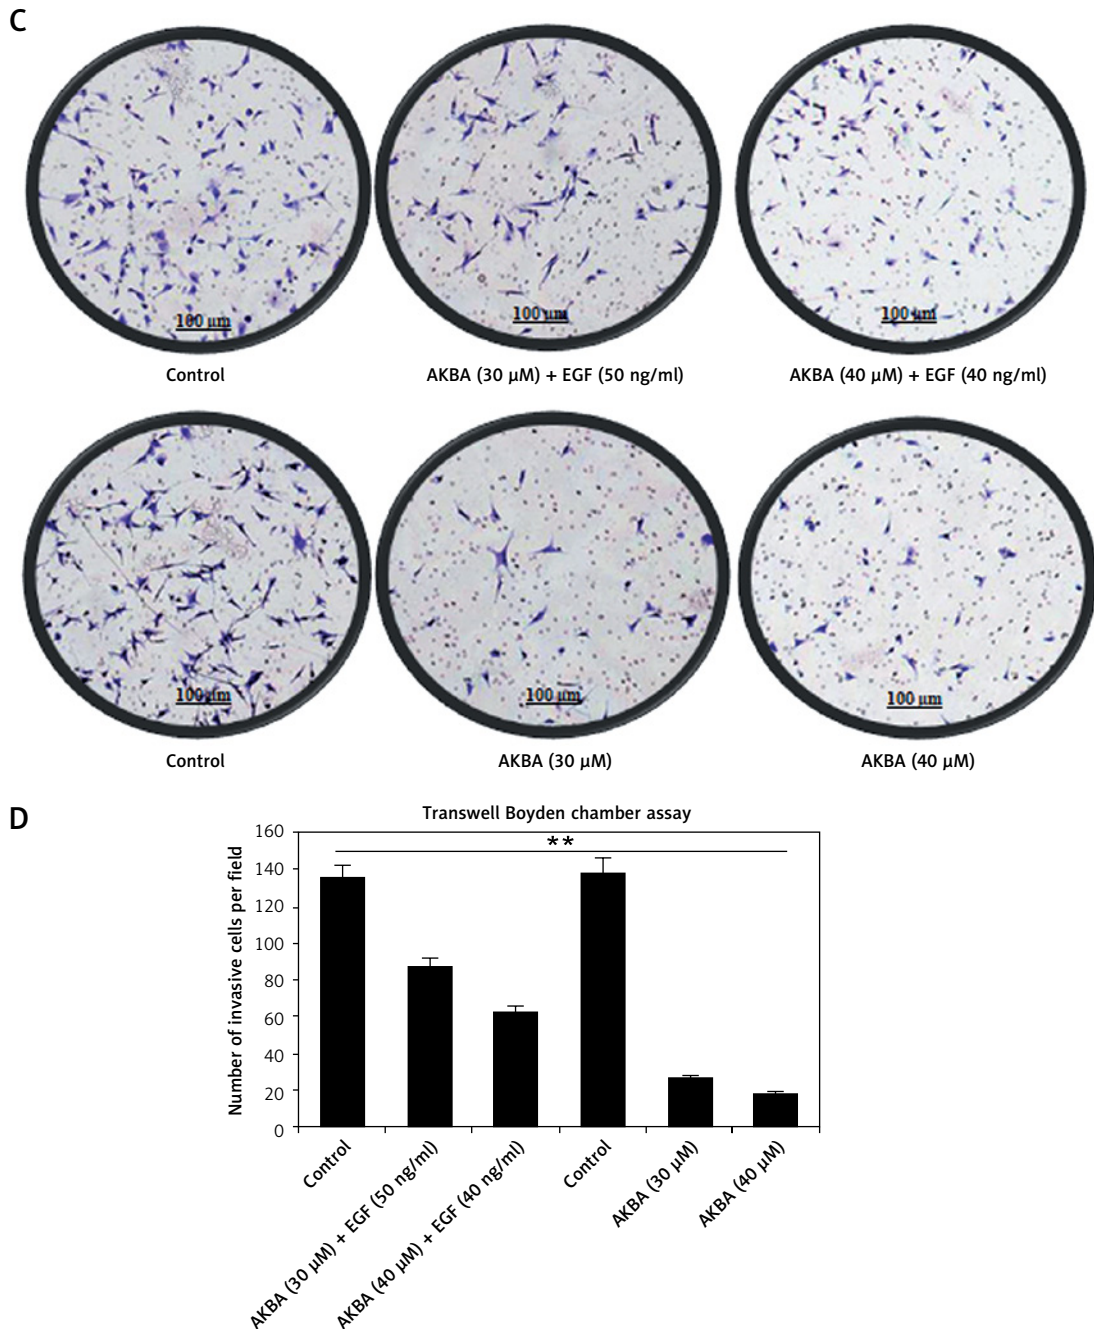 C
100 µm
100 µm
100 µm
Control
AKBA (30 µM) + EGF (50 ng/ml)
AKBA (40 µM) + EGF (40 ng/ml)
100 µm
100 µm
100 µm
Control
AKBA (30 µM)
AKBA (40 µM)
D
Transwell Boyden chamber assay
Number of invasive cells per field
160
140
120
100
80
60
40
20
0
**
Control
AKBA (30 µM) + EGF (50 ng/ml)
AKBA (40 µM) + EGF (40 ng/ml)
Control
AKBA (30 µM)
AKBA (40 µM)